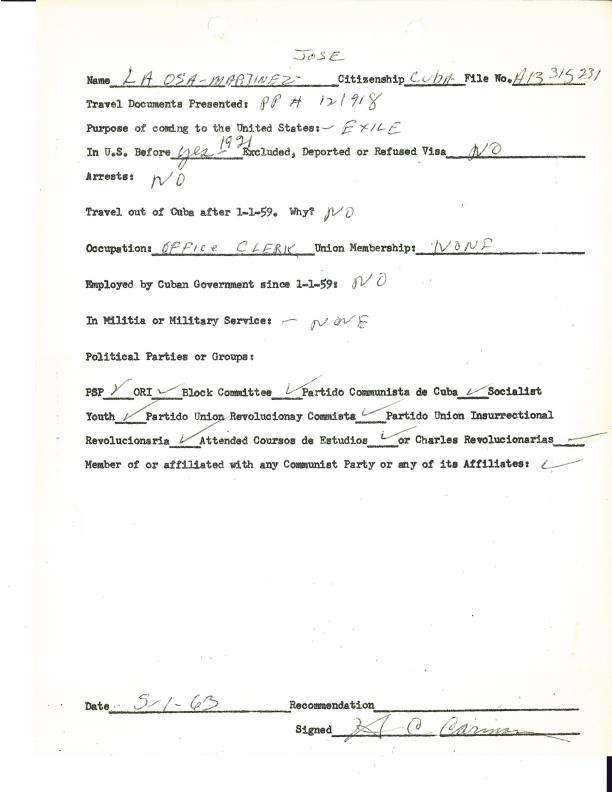 JOSE
Name LA OSA-MARTINEZ Citizenship CUBA File No. A13 315231
Travel Documents Presented: PP # 121918
Purpose of coming to the United States: - EXILE
In U.S. Before yes - 1921 Excluded, Deported or Refused Visa NO
Arrests: NO
Travel out of Cuba after 1-1-59. Why? NO
Occupation: OFFICE CLERK Union Membership: NONE
Employed by Cuban Government since 1-1-59: NO
In Militia or Military Service: - NONE
Political Parties or Groups:
PSP ✓ ORI ✓ Block Committee ✓ Partido Communista de Cuba ✓ Socialist
Youth ✓ Partido Union Revolucionay Commista ✓ Partido Union Insurrectional
Revolucionaria ✓ Attended Coursos de Estudios ✓ or Charles Revolucionarias ✓
Member of or affiliated with any Communist Party or any of its Affiliates: ✓
Date 5-1-63 Recommendation
Signed C Carman